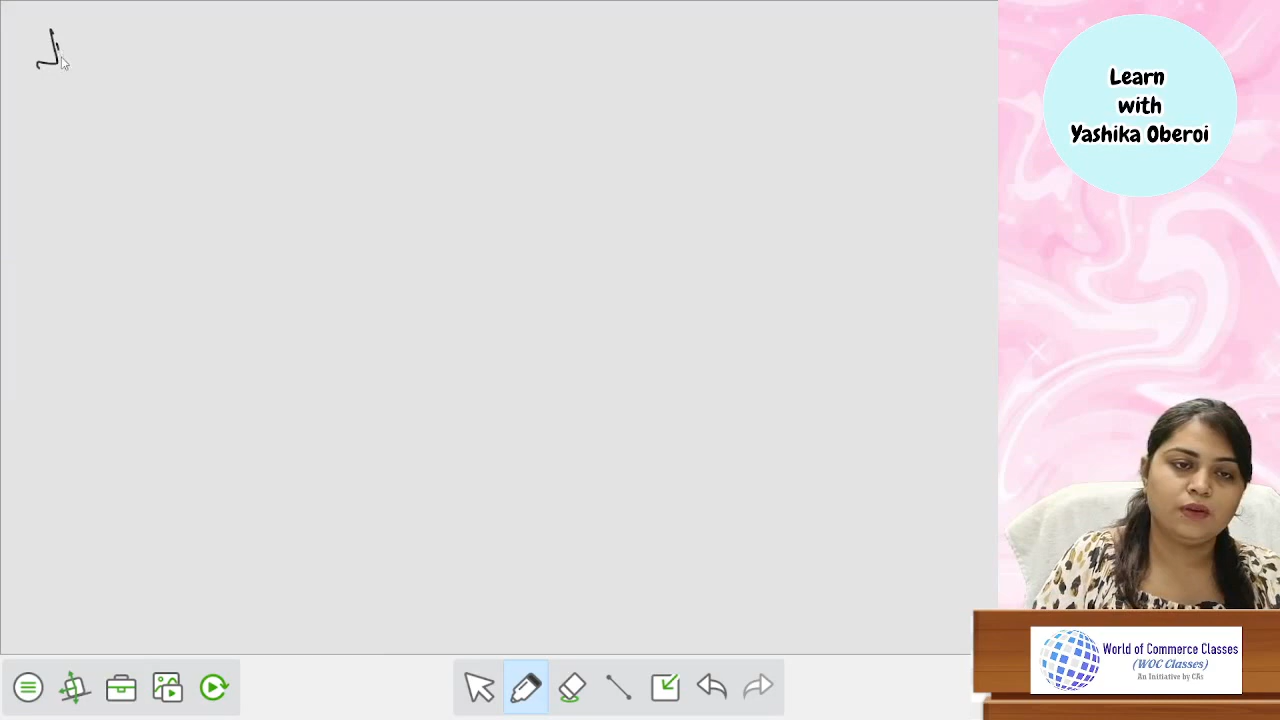 Learn
with
Yashika Oberoi
World of Commerce Classes
(WOC Classes)
An Initiative by CAs